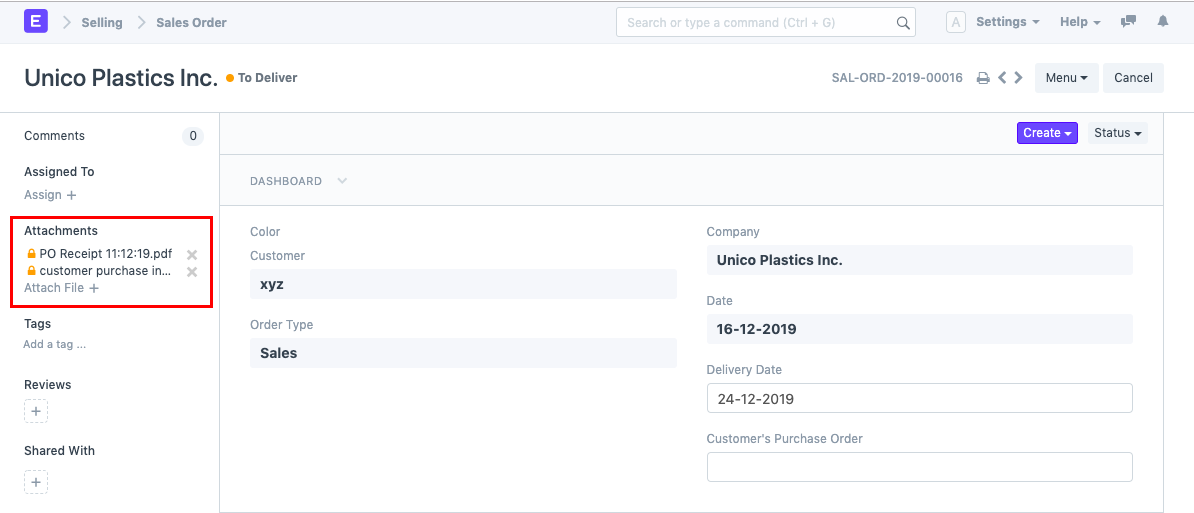 E Selling Sales Order Search or type a command (Ctrl + G) A Settings Help
Unico Plastics Inc. To Deliver SAL-ORD-2019-00016 Menu Cancel
Comments 0
Assigned To
Assign +
Attachments
PO Receipt 11:12:19.pdf
customer purchase in...
Attach File +
Tags
Add a tag ...
Reviews
+
Shared With
+
Create Status
DASHBOARD
Color
Customer
xyz
Order Type
Sales
Company
Unico Plastics Inc.
Date
16-12-2019
Delivery Date
24-12-2019
Customer's Purchase Order